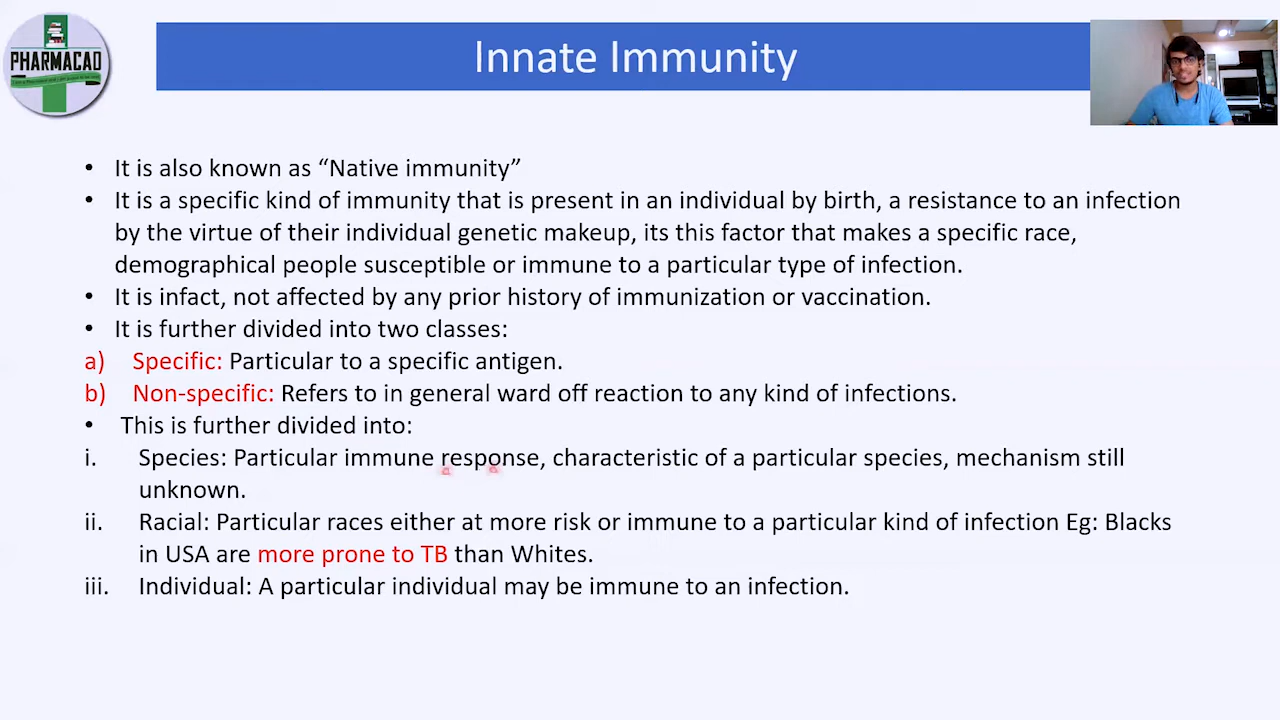 PHARMACAD
Innate Immunity
• It is also known as “Native immunity”
• It is a specific kind of immunity that is present in an individual by birth, a resistance to an infection
by the virtue of their individual genetic makeup, its this factor that makes a specific race,
demographical people susceptible or immune to a particular type of infection.
• It is infact, not affected by any prior history of immunization or vaccination.
• It is further divided into two classes:
a) Specific: Particular to a specific antigen.
b) Non-specific: Refers to in general ward off reaction to any kind of infections.
• This is further divided into:
i. Species: Particular immune response, characteristic of a particular species, mechanism still
unknown.
ii. Racial: Particular races either at more risk or immune to a particular kind of infection Eg: Blacks
in USA are more prone to TB than Whites.
iii. Individual: A particular individual may be immune to an infection.